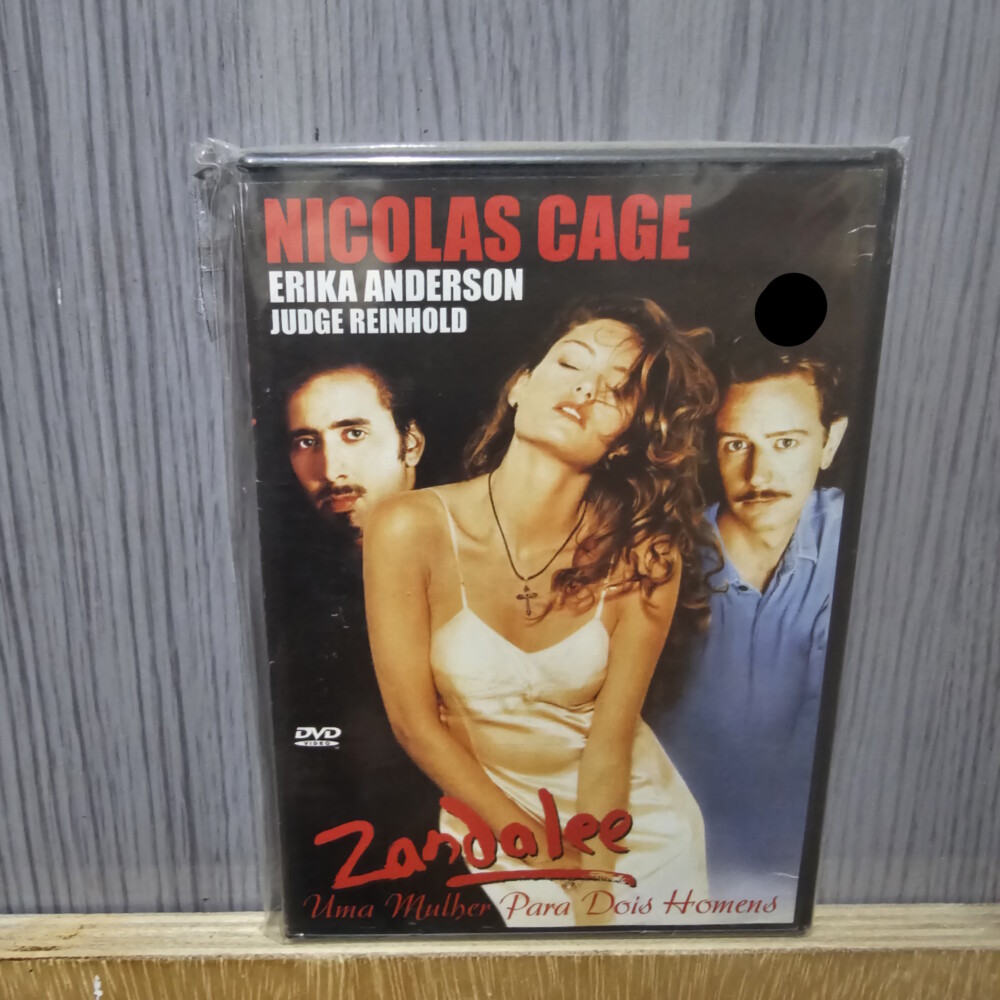 NICOLAS CAGE
ERIKA ANDERSON
JUDGE REINHOLD
DVD
VIDEO
Zandalee
Uma Mulher Para Dois Homens